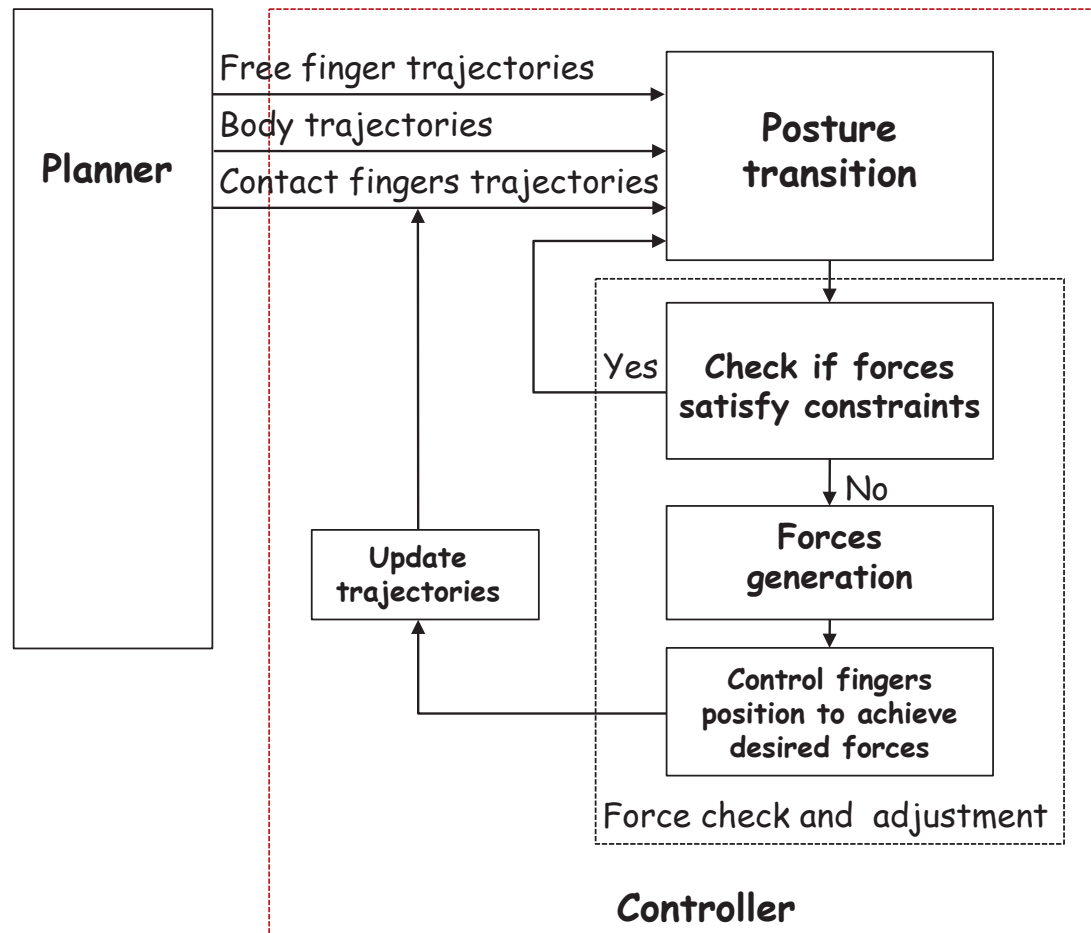 Planner
Free finger trajectories
Body trajectories
Contact fingers trajectories
Posture
transition
Yes
Check if forces
satisfy constraints
No
Forces
generation
Update
trajectories
Control fingers
position to achieve
desired forces
Force check and adjustment
Controller